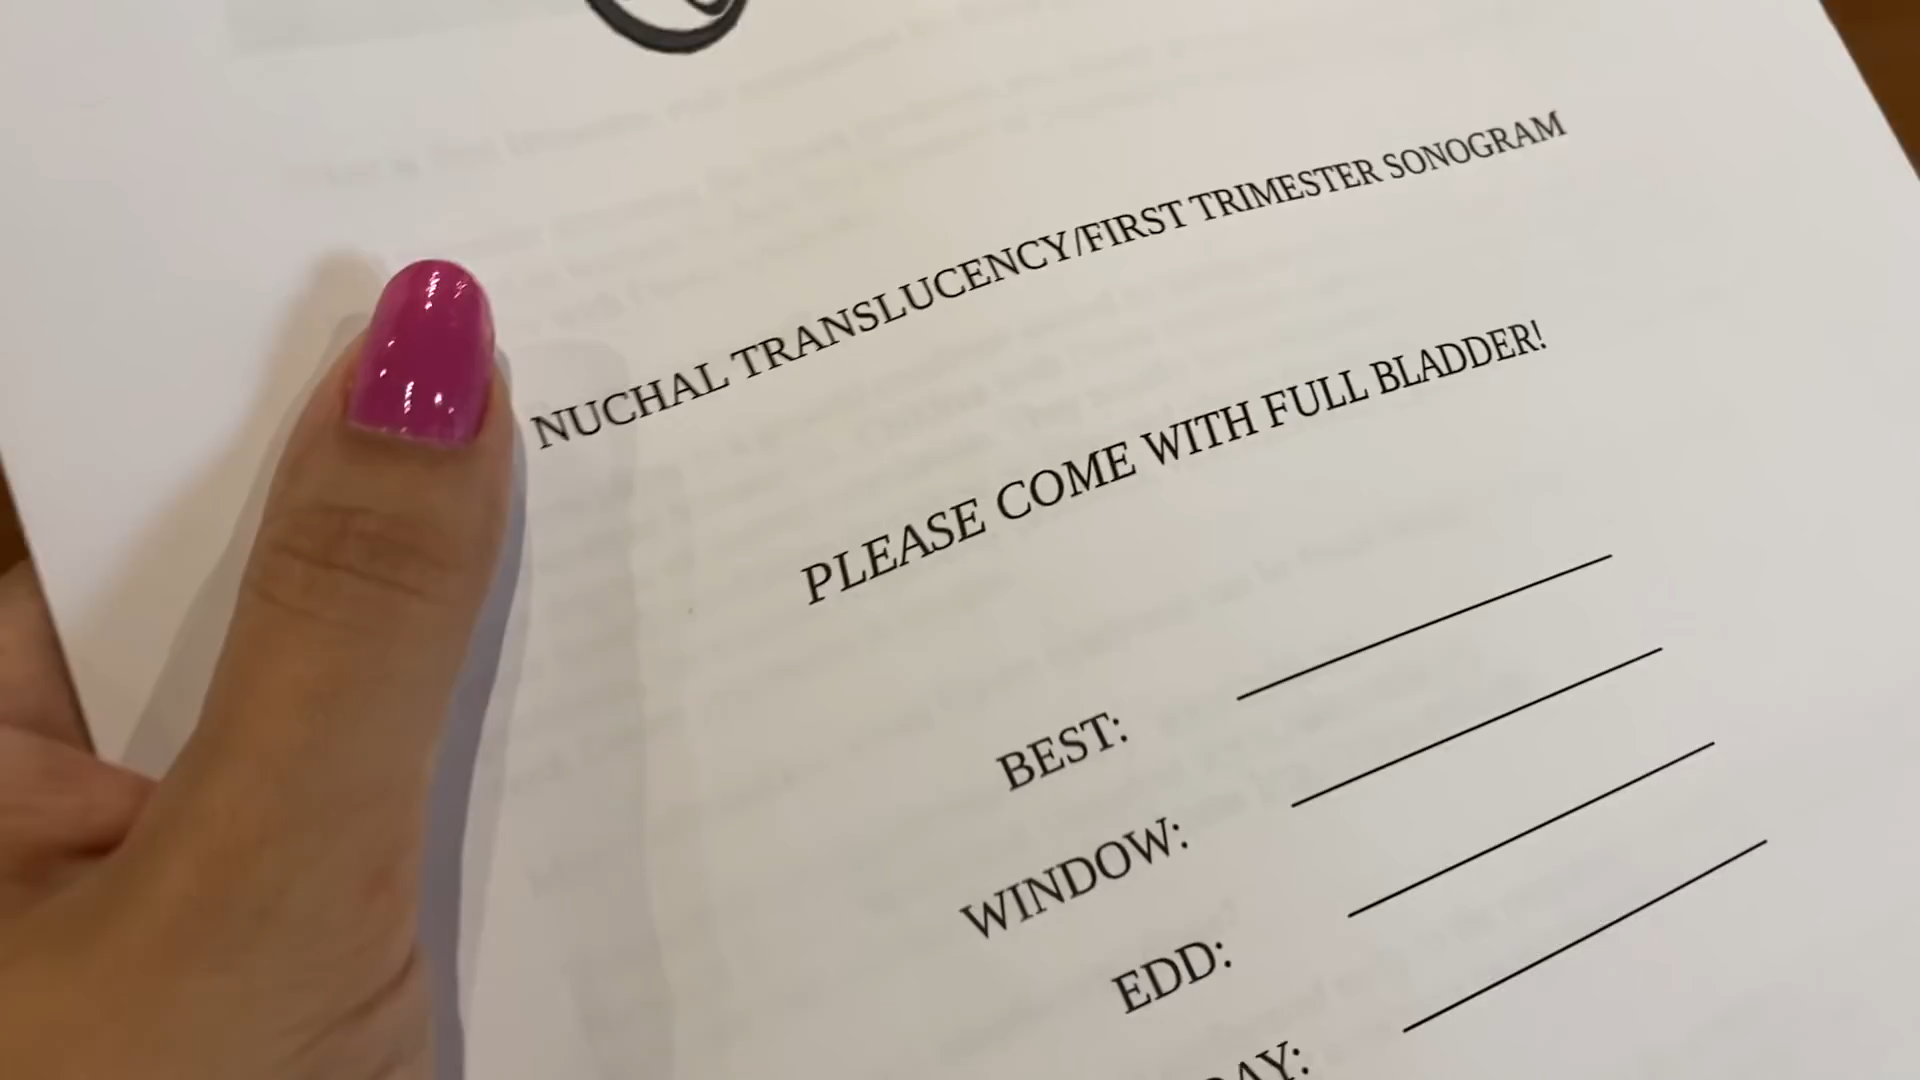 NUCHAL TRANSLUCENCY/FIRST TRIMESTER SONOGRAM
PLEASE COME WITH FULL BLADDER!
BEST:
WINDOW:
EDD: